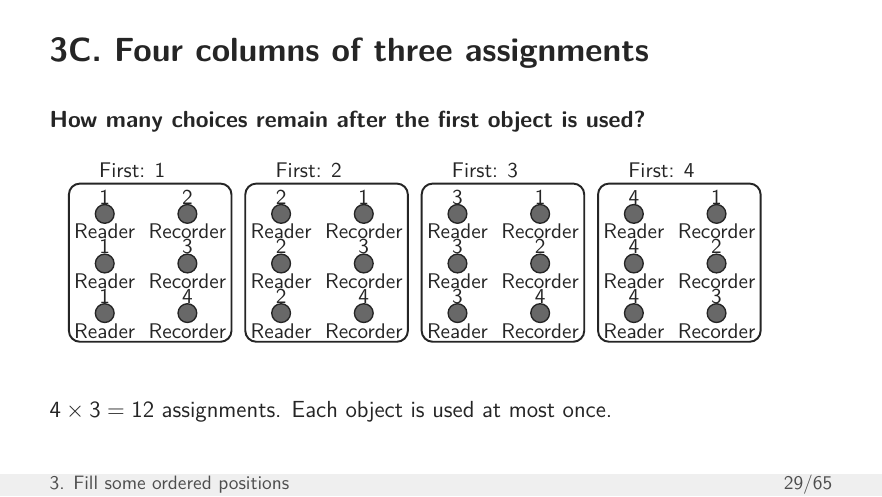 3C. Four columns of three assignments
How many choices remain after the first object is used?
First: 1 First: 2 First: 3 First: 4
1 2 2 1 3 1 4 1
Reader Recorder Reader Recorder Reader Recorder Reader Recorder
1 3 2 3 3 2 4 2
Reader Recorder Reader Recorder Reader Recorder Reader Recorder
1 4 2 4 3 4 4 3
Reader Recorder Reader Recorder Reader Recorder Reader Recorder
4 × 3 = 12 assignments. Each object is used at most once.
3. Fill some ordered positions 29/65